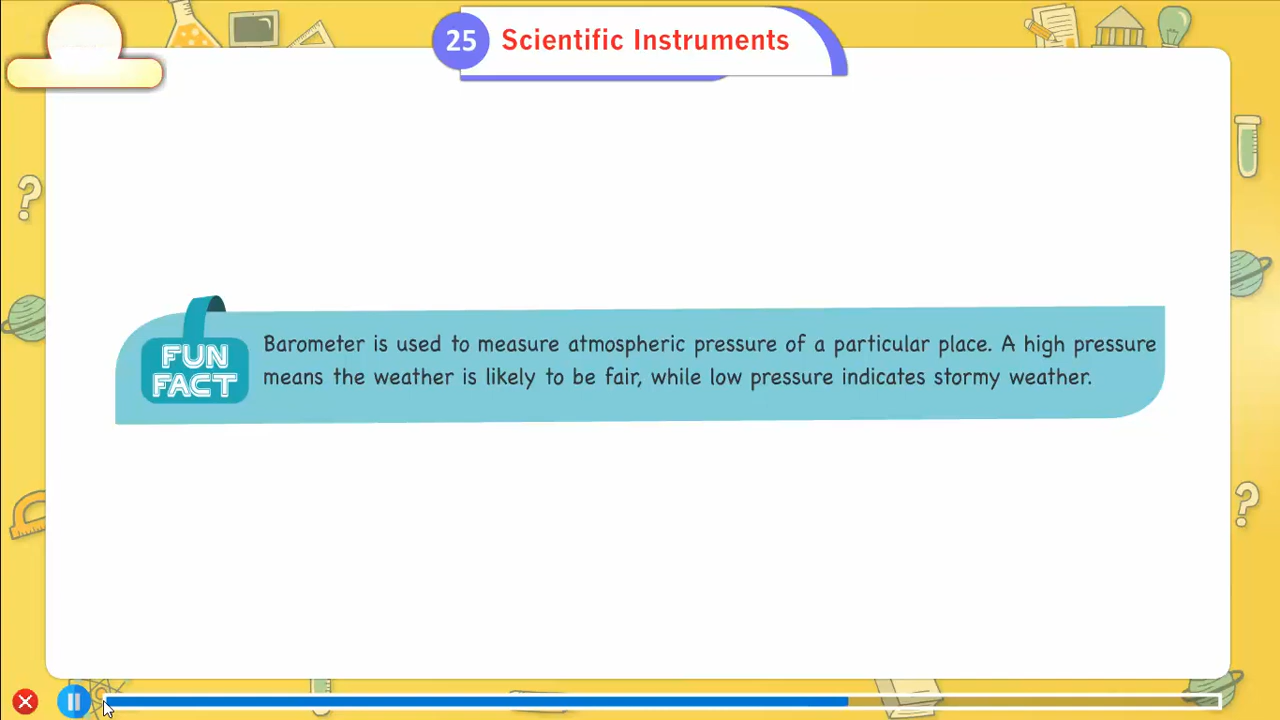 25 Scientific Instruments
FUN
FACT
Barometer is used to measure atmospheric pressure of a particular place. A high pressure
means the weather is likely to be fair, while low pressure indicates stormy weather.